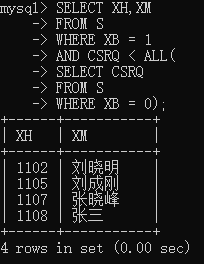 mysql> SELECT XH,XM
-> FROM S
-> WHERE XB = 1
-> AND CSRQ < ALL(
-> SELECT CSRQ
-> FROM S
-> WHERE XB = 0);
+------+--------+
| XH | XM |
+------+--------+
| 1102 | 刘晓明 |
| 1105 | 刘成刚 |
| 1107 | 张晓峰 |
| 1108 | 张三 |
+------+--------+
4 rows in set (0.00 sec)